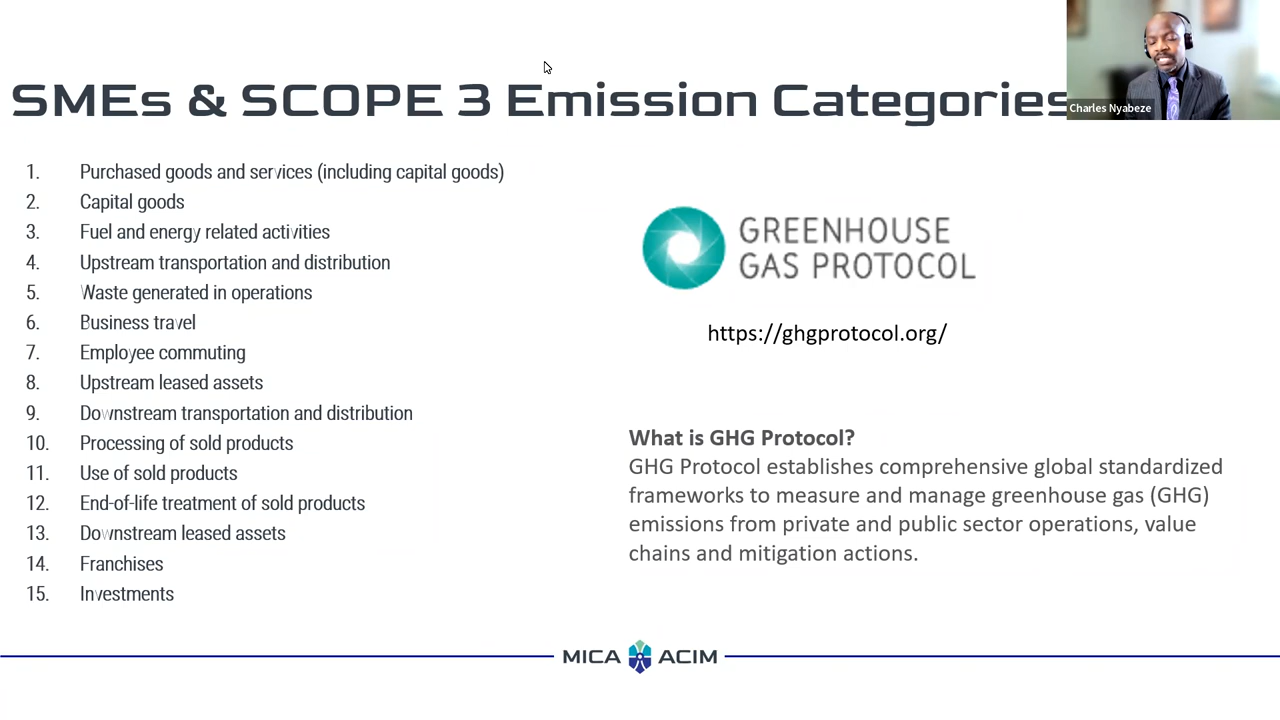 SMEs & SCOPE 3 Emission Categories
Charles Nyabeze
1. Purchased goods and services (including capital goods)
2. Capital goods
3. Fuel and energy related activities
4. Upstream transportation and distribution
5. Waste generated in operations
6. Business travel
7. Employee commuting
8. Upstream leased assets
9. Downstream transportation and distribution
10. Processing of sold products
11. Use of sold products
12. End-of-life treatment of sold products
13. Downstream leased assets
14. Franchises
15. Investments
GREENHOUSE
GAS PROTOCOL
https://ghgprotocol.org/
What is GHG Protocol?
GHG Protocol establishes comprehensive global standardized
frameworks to measure and manage greenhouse gas (GHG)
emissions from private and public sector operations, value
chains and mitigation actions.
MICA ACIM